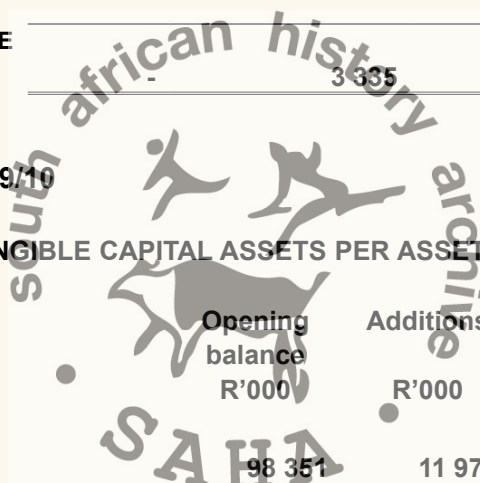 E
- 3 335
9/10
NGIBLE CAPITAL ASSETS PER ASSET
Opening Additions
balance
R'000 R'000
98 351 11 97
south african history archive
SAHA